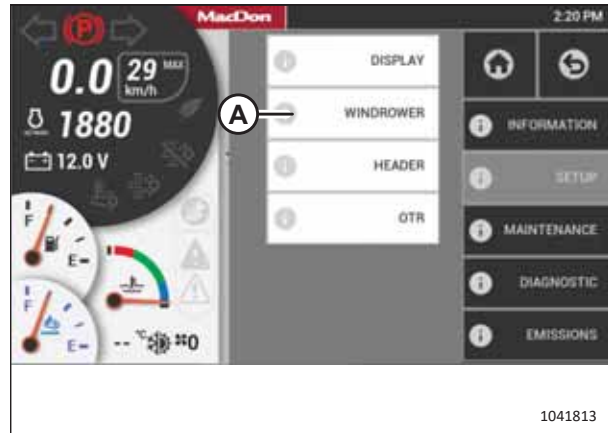 MacDon
2:20 PM
P
0.0
29 MAX
km/h
1880
12.0 V
F
E
F
E
-- °C
0
DISPLAY
A
WINDROWER
HEADER
OTR
INFORMATION
SETUP
MAINTENANCE
DIAGNOSTIC
EMISSIONS
1041813